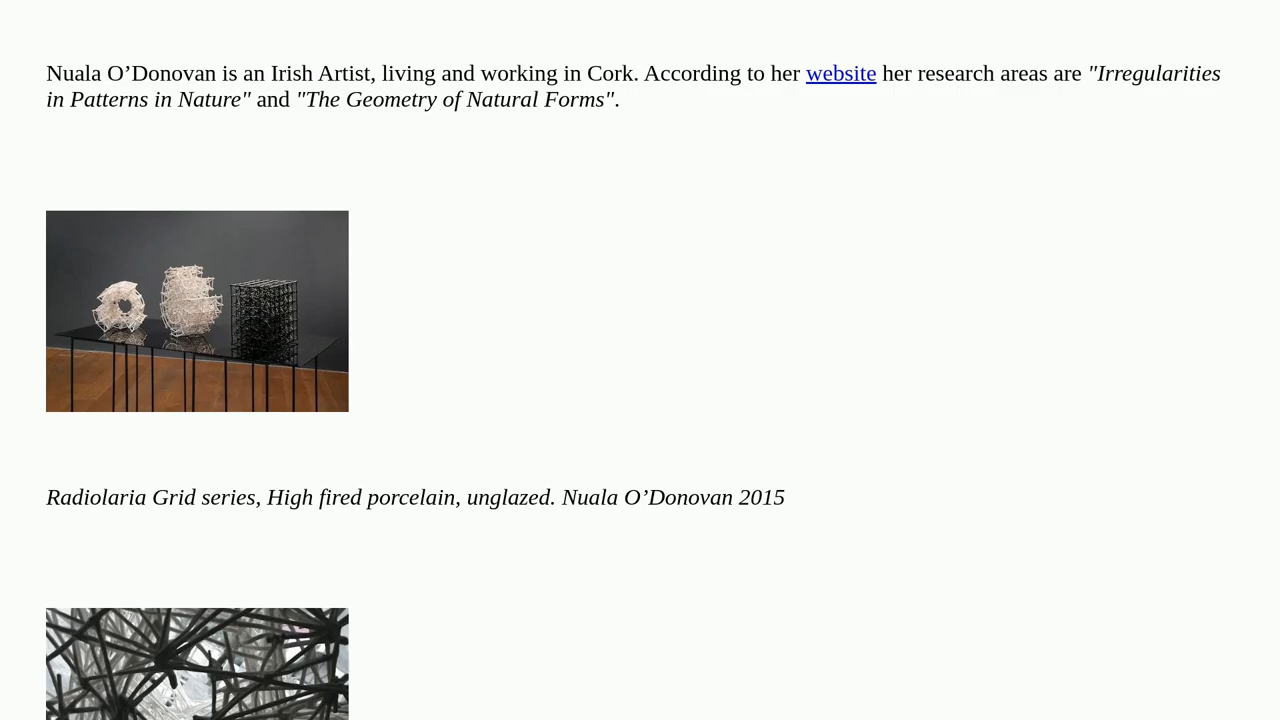 Nuala O’Donovan is an Irish Artist, living and working in Cork. According to her website her research areas are "Irregularities
in Patterns in Nature" and "The Geometry of Natural Forms".
Radiolaria Grid series, High fired porcelain, unglazed. Nuala O’Donovan 2015